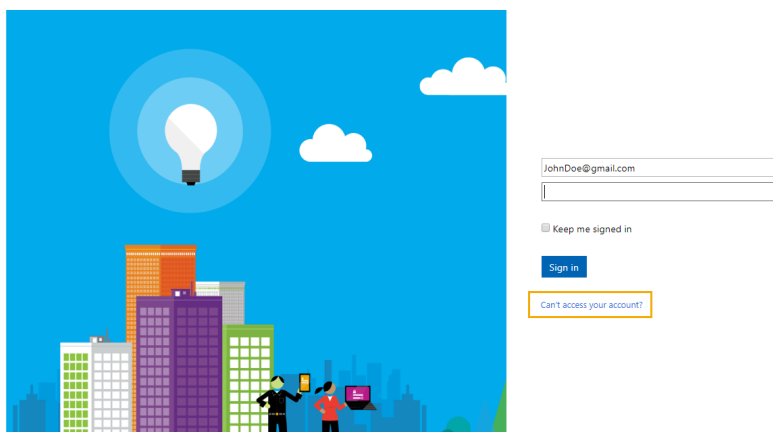 JohnDoe@gmail.com
Keep me signed in
Sign in
Can't access your account?